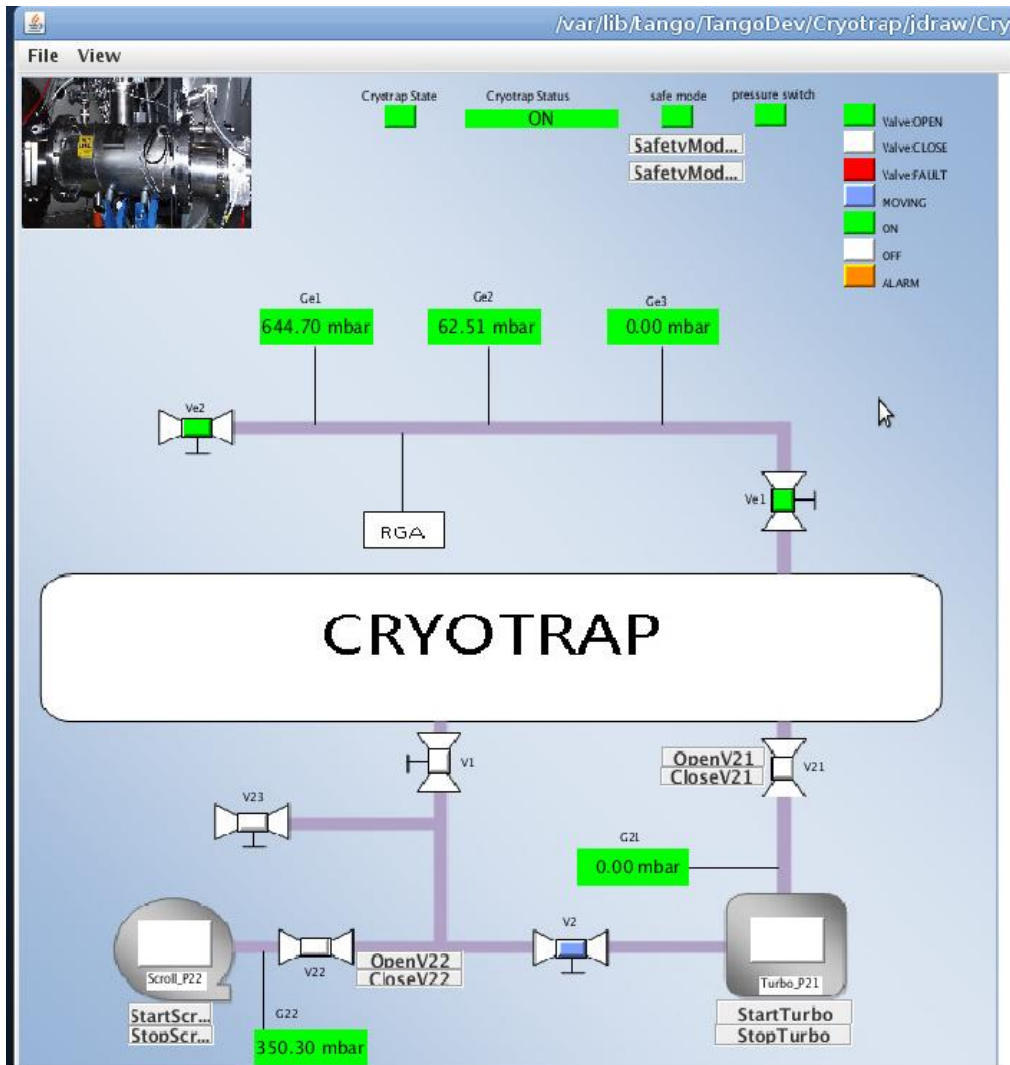 /var/lib/tango/TangoDev/Cryotrap/jdraw/Cry
File View
Cryotrap State
Cryotrap Status
safe mode
pressure switch
ON
SafetyMod...
SafetyMod...
Valve:OPEN
Valve:CLOSE
Valve:FAULT
MOVING
ON
OFF
ALARM
Ge1
Ge2
Ge3
644.70 mbar
62.51 mbar
0.00 mbar
Ve2
Ve1
RGA
CRYOTRAP
V1
OpenV21
CloseV21
V21
V23
G21
0.00 mbar
V2
V22
OpenV22
CloseV22
Scroll_P22
Turbo_P21
StartScr...
StopScr...
G22
StartTurbo
StopTurbo
350.30 mbar